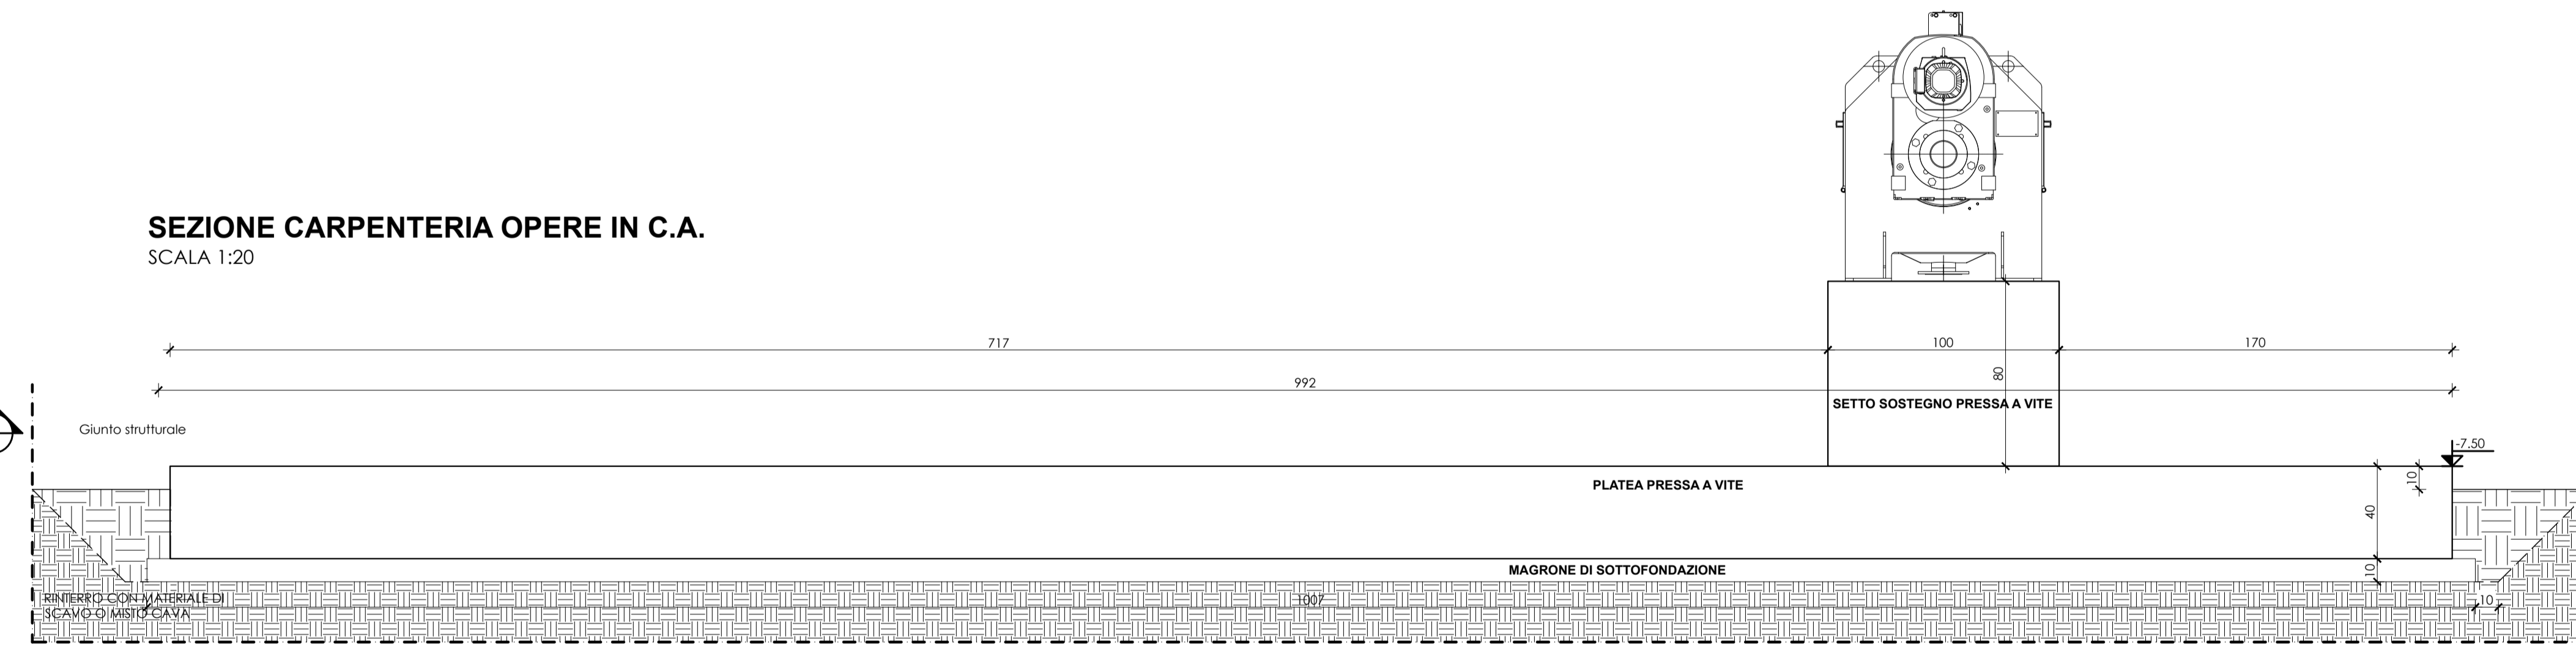 SEZIONE CARPENTERIA OPERE IN C.A.
SCALA 1:20
717
100
170
992
80
SETTO SOSTEGNO PRESSA A VITE
Giunto strutturale
-7.50
10
PLATEA PRESSA A VITE
40
MAGRONE DI SOTTOFONDAZIONE
10
RINTERRO CON MATERIALE DI
SCAVO O MISTO CAVA
1007
10